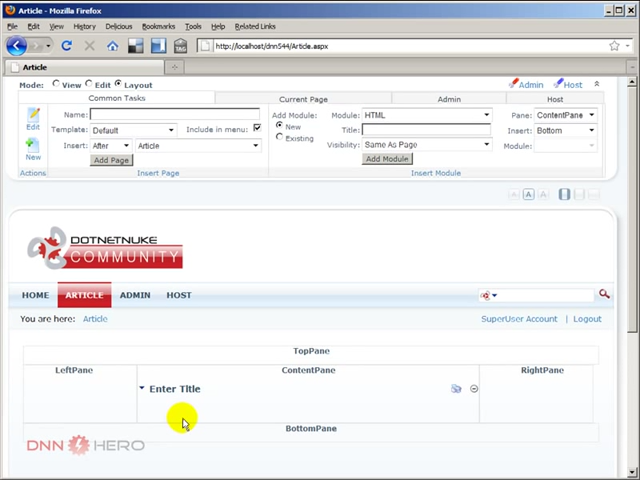 Article - Mozilla Firefox
File Edit View History Delicious Bookmarks Tools Help Related Links
TAG http://localhost/dnn544/Article.aspx
Article
Mode: View Edit Layout Admin Host
Common Tasks Current Page Admin Host
Edit Name: Add Module: Module: HTML Pane: ContentPane
Template: Default Include in menu: New Title: Insert: Bottom
New Insert: After Article Existing Visibility: Same As Page Module:
Add Page Add Module
Actions Insert Page Insert Module
A A A
DOTNETNUKE
COMMUNITY
HOME ARTICLE ADMIN HOST
You are here: Article SuperUser Account | Logout
TopPane
LeftPane ContentPane RightPane
Enter Title
BottomPane
DNN HERO